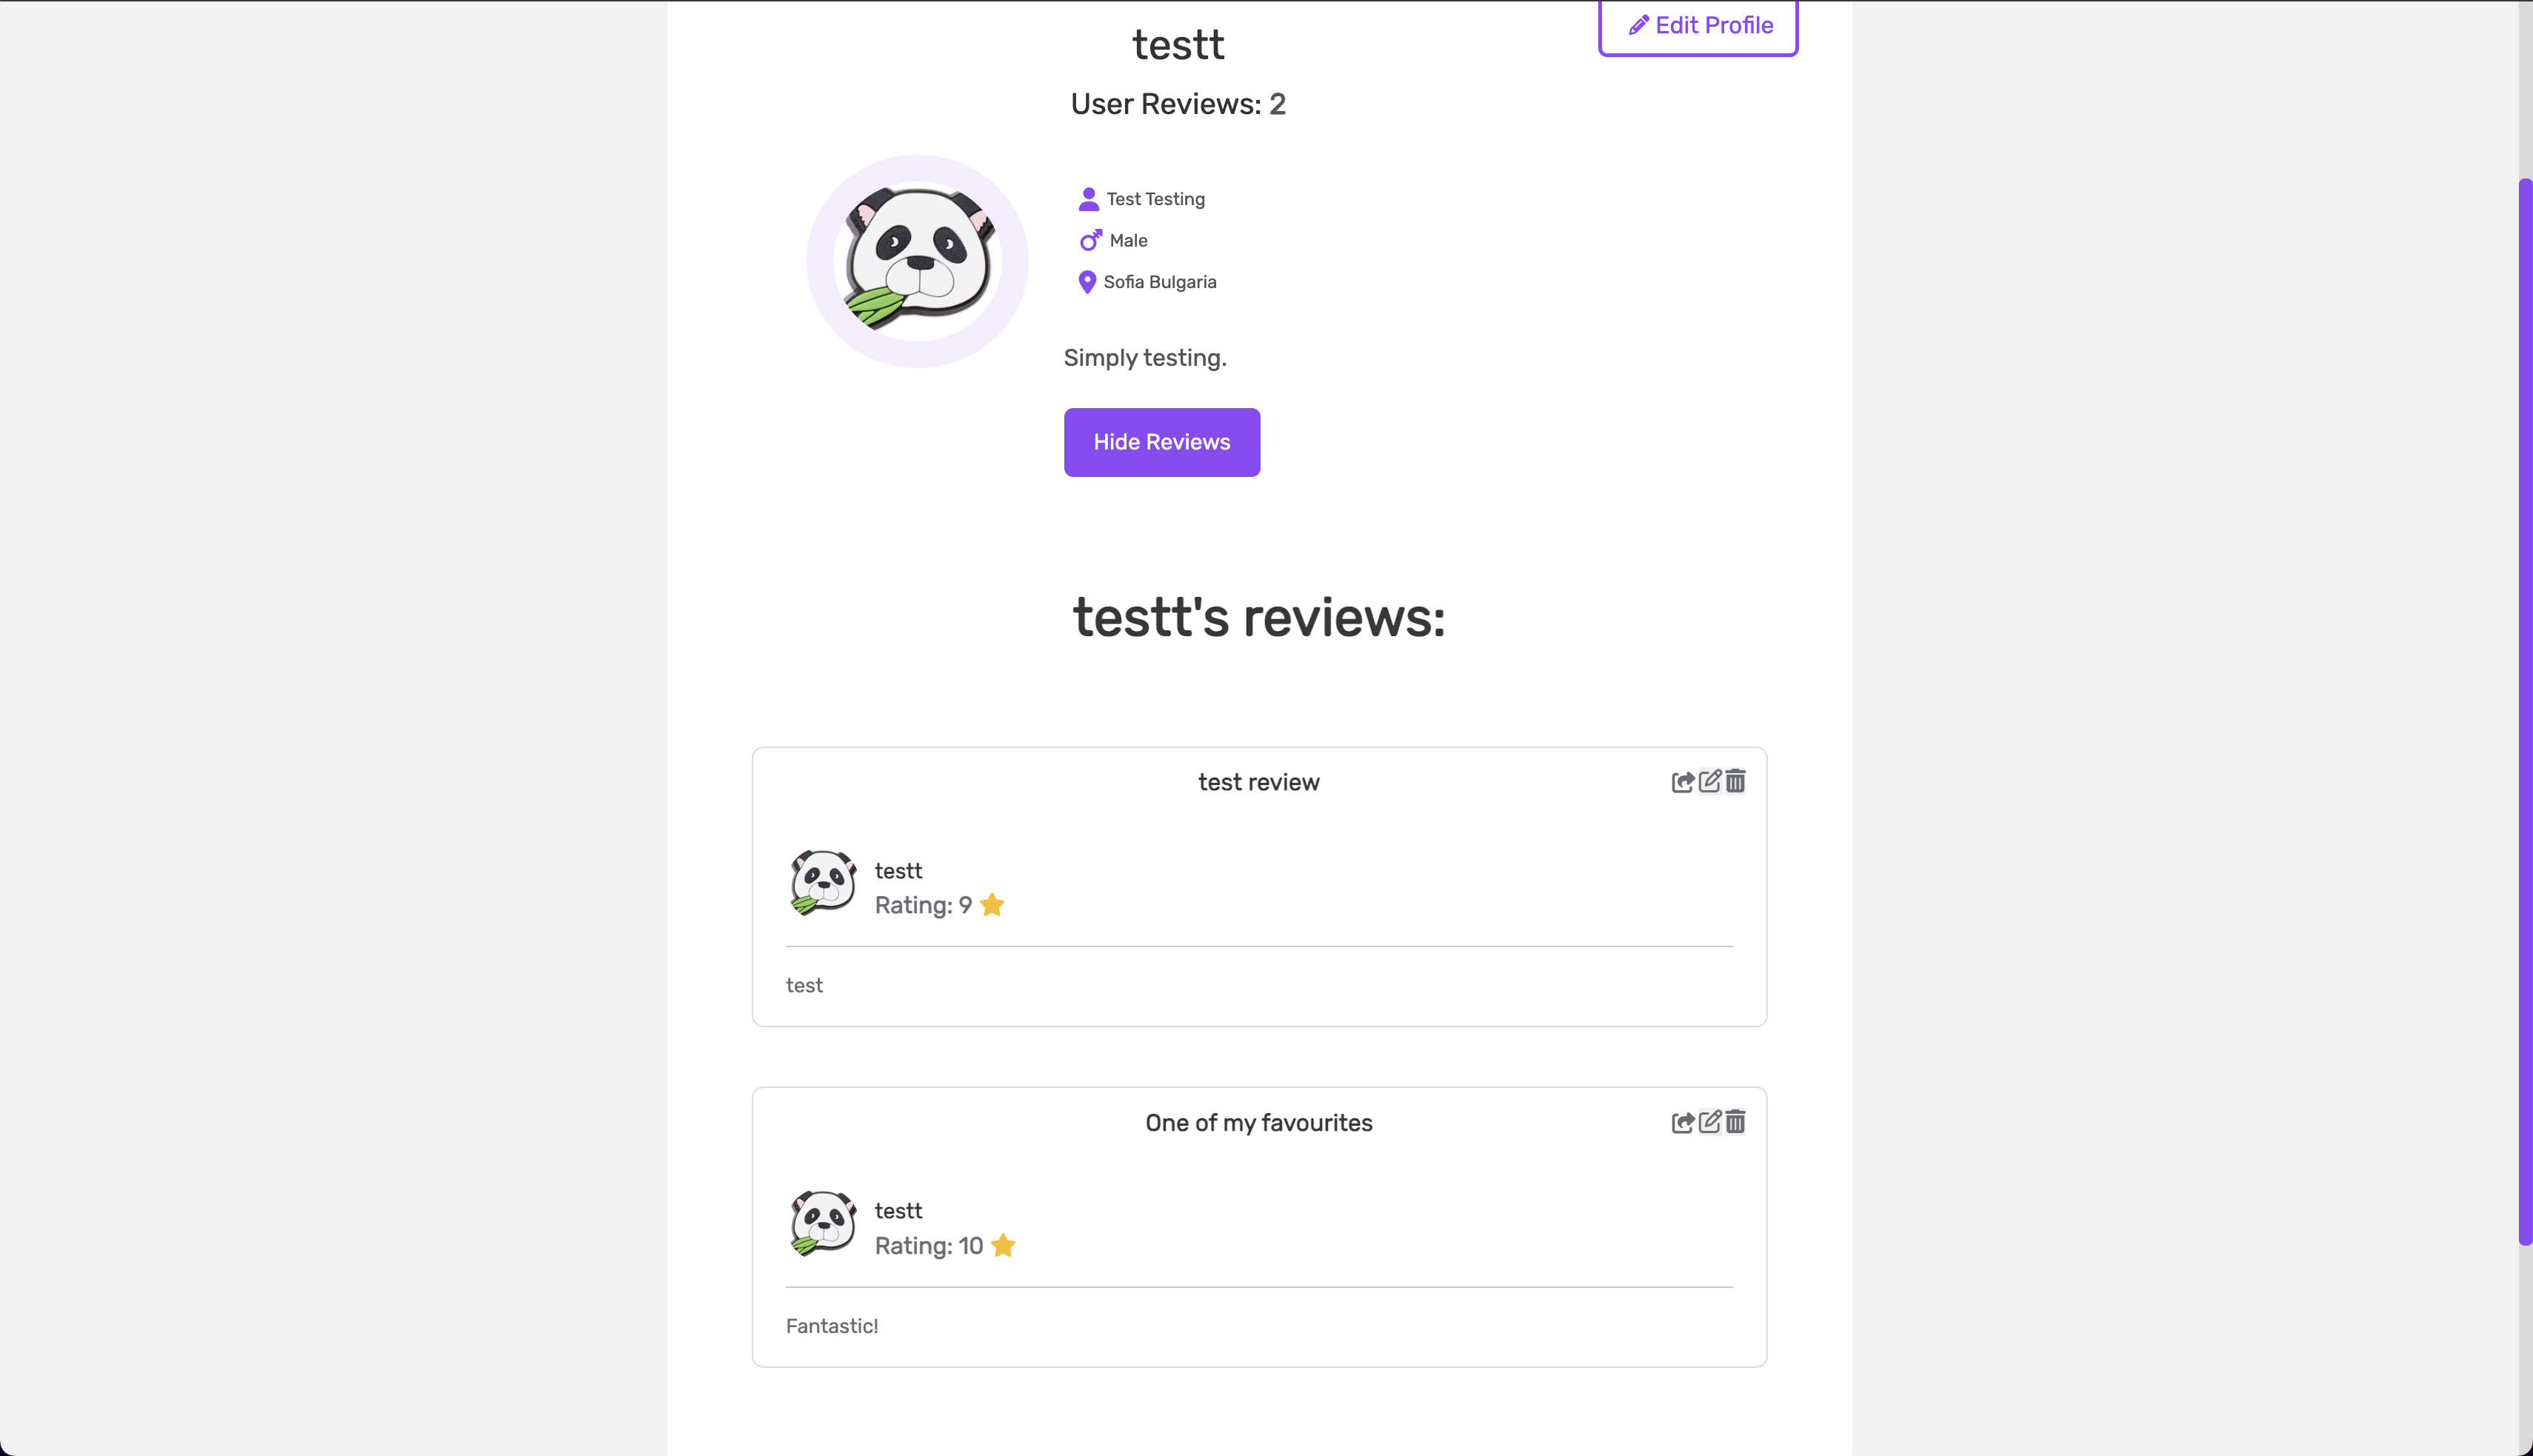 Edit Profile
testt
User Reviews: 2
Test Testing
Male
Sofia Bulgaria
Simply testing.
Hide Reviews
testt's reviews:
test review
testt
Rating: 9
test
One of my favourites
testt
Rating: 10
Fantastic!